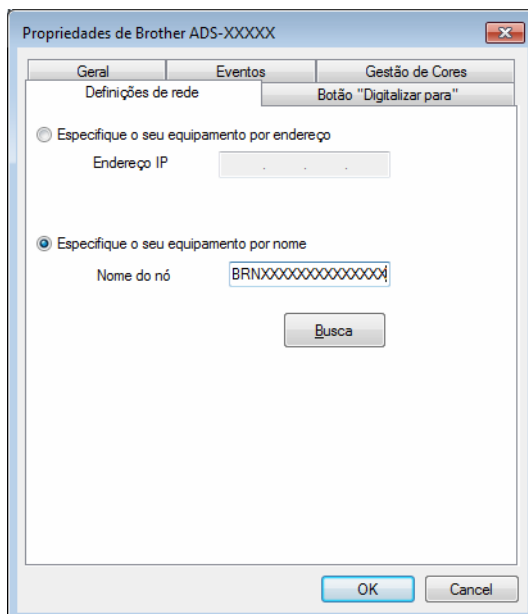 Propriedades de Brother ADS-XXXXX
Geral Eventos Gestão de Cores
Definições de rede Botão "Digitalizar para"
Especifique o seu equipamento por endereço
Endereço IP . . .
Especifique o seu equipamento por nome
Nome do nó BRNXXXXXXXXXXXXXX
Busca
OK Cancel